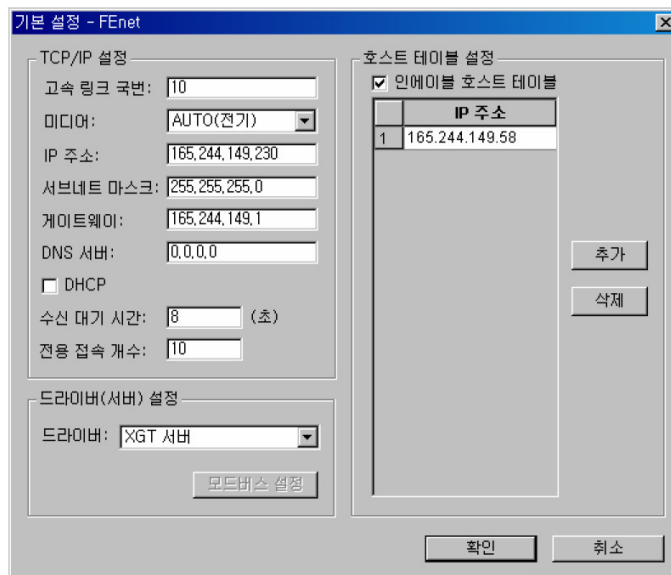 기본 설정 - FEnet
TCP/IP 설정
고속 링크 국번: 10
미디어: AUTO(전기)
IP 주소: 165,244,149,230
서브네트 마스크: 255,255,255,0
게이트웨이: 165,244,149,1
DNS 서버: 0,0,0,0
DHCP
수신 대기 시간: 8 (초)
전용 접속 개수: 10
드라이버(서버) 설정
드라이버: XGT 서버
모드버스 설정
호스트 테이블 설정
인에이블 호스트 테이블
IP 주소
1 165.244.149.58
추가
삭제
확인 취소